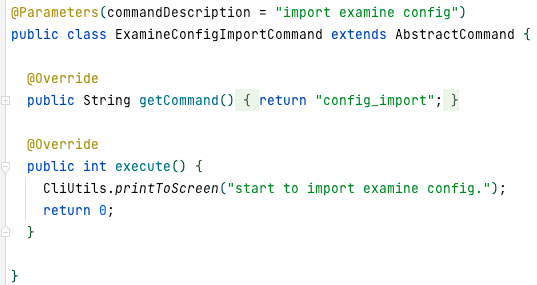 @Parameters(commandDescription = "import examine config")
public class ExamineConfigImportCommand extends AbstractCommand {
@Override
public String getCommand() { return "config_import"; }
@Override
public int execute() {
CliUtils.printToScreen("start to import examine config.");
return 0;
}
}